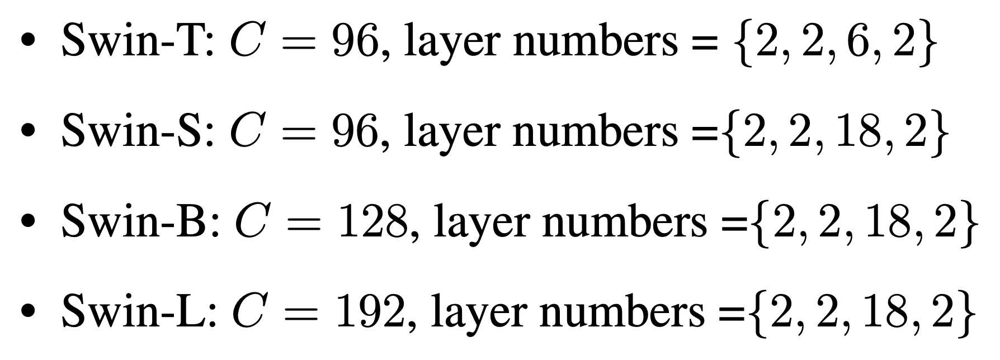 • Swin-T: C = 96, layer numbers = {2, 2, 6, 2}
• Swin-S: C = 96, layer numbers ={2, 2, 18, 2}
• Swin-B: C = 128, layer numbers ={2, 2, 18, 2}
• Swin-L: C = 192, layer numbers ={2, 2, 18, 2}